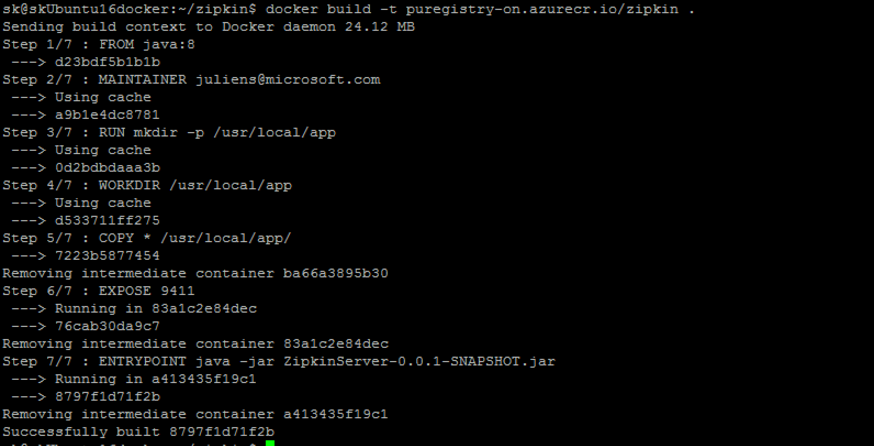 sk@skUbuntu16docker:~/zipkin$ docker build -t puregistry-on.azurecr.io/zipkin .
Sending build context to Docker daemon 24.12 MB
Step 1/7 : FROM java:8
 ---> d23bdf5b1b1b
Step 2/7 : MAINTAINER juliens@microsoft.com
 ---> Using cache
 ---> a9b1e4dc8781
Step 3/7 : RUN mkdir -p /usr/local/app
 ---> Using cache
 ---> 0d2bdbdaaa3b
Step 4/7 : WORKDIR /usr/local/app
 ---> Using cache
 ---> d533711ff275
Step 5/7 : COPY * /usr/local/app/
 ---> 7223b5877454
Removing intermediate container ba66a3895b30
Step 6/7 : EXPOSE 9411
 ---> Running in 83a1c2e84dec
 ---> 76cab30da9c7
Removing intermediate container 83a1c2e84dec
Step 7/7 : ENTRYPOINT java -jar ZipkinServer-0.0.1-SNAPSHOT.jar
 ---> Running in a413435f19c1
 ---> 8797f1d71f2b
Removing intermediate container a413435f19c1
Successfully built 8797f1d71f2b